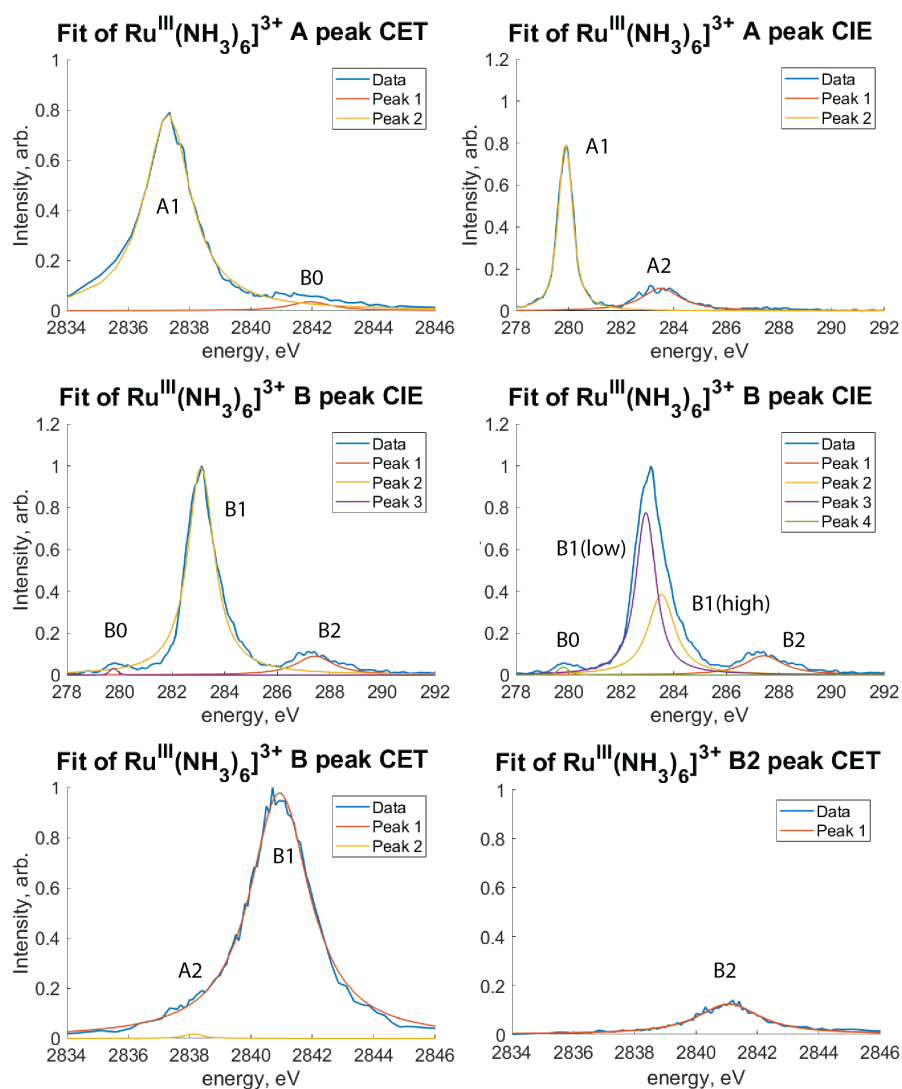 Fit of Ru^III(NH₃)₆]³⁺ A peak CET
Intensity, arb.
1
0.8
0.6
0.4
0.2
0
Data
Peak 1
Peak 2
A1
B0
2834 2836 2838 2840 2842 2844 2846
energy, eV
Fit of Ru^III(NH₃)₆]³⁺ A peak CIE
Intensity, arb.
1.2
1
0.8
0.6
0.4
0.2
0
Data
Peak 1
Peak 2
A1
A2
278 280 282 284 286 288 290 292
energy, eV
Fit of Ru^III(NH₃)₆]³⁺ B peak CIE
Intensity, arb.
1.2
1
0.8
0.6
0.4
0.2
0
Data
Peak 1
Peak 2
Peak 3
B1
B0
B2
278 280 282 284 286 288 290 292
energy, eV
Fit of Ru^III(NH₃)₆]³⁺ B peak CIE
1.2
1
0.8
0.6
0.4
0.2
0
Data
Peak 1
Peak 2
Peak 3
Peak 4
B1(low)
B1(high)
B0
B2
278 280 282 284 286 288 290 292
energy, eV
Fit of Ru^III(NH₃)₆]³⁺ B peak CET
Intensity, arb.
1
0.8
0.6
0.4
0.2
0
Data
Peak 1
Peak 2
B1
A2
2834 2836 2838 2840 2842 2844 2846
energy, eV
Fit of Ru^III(NH₃)₆]³⁺ B2 peak CET
1
0.8
0.6
0.4
0.2
0
Data
Peak 1
B2
2834 2836 2838 2840 2842 2844 2846
energy, eV